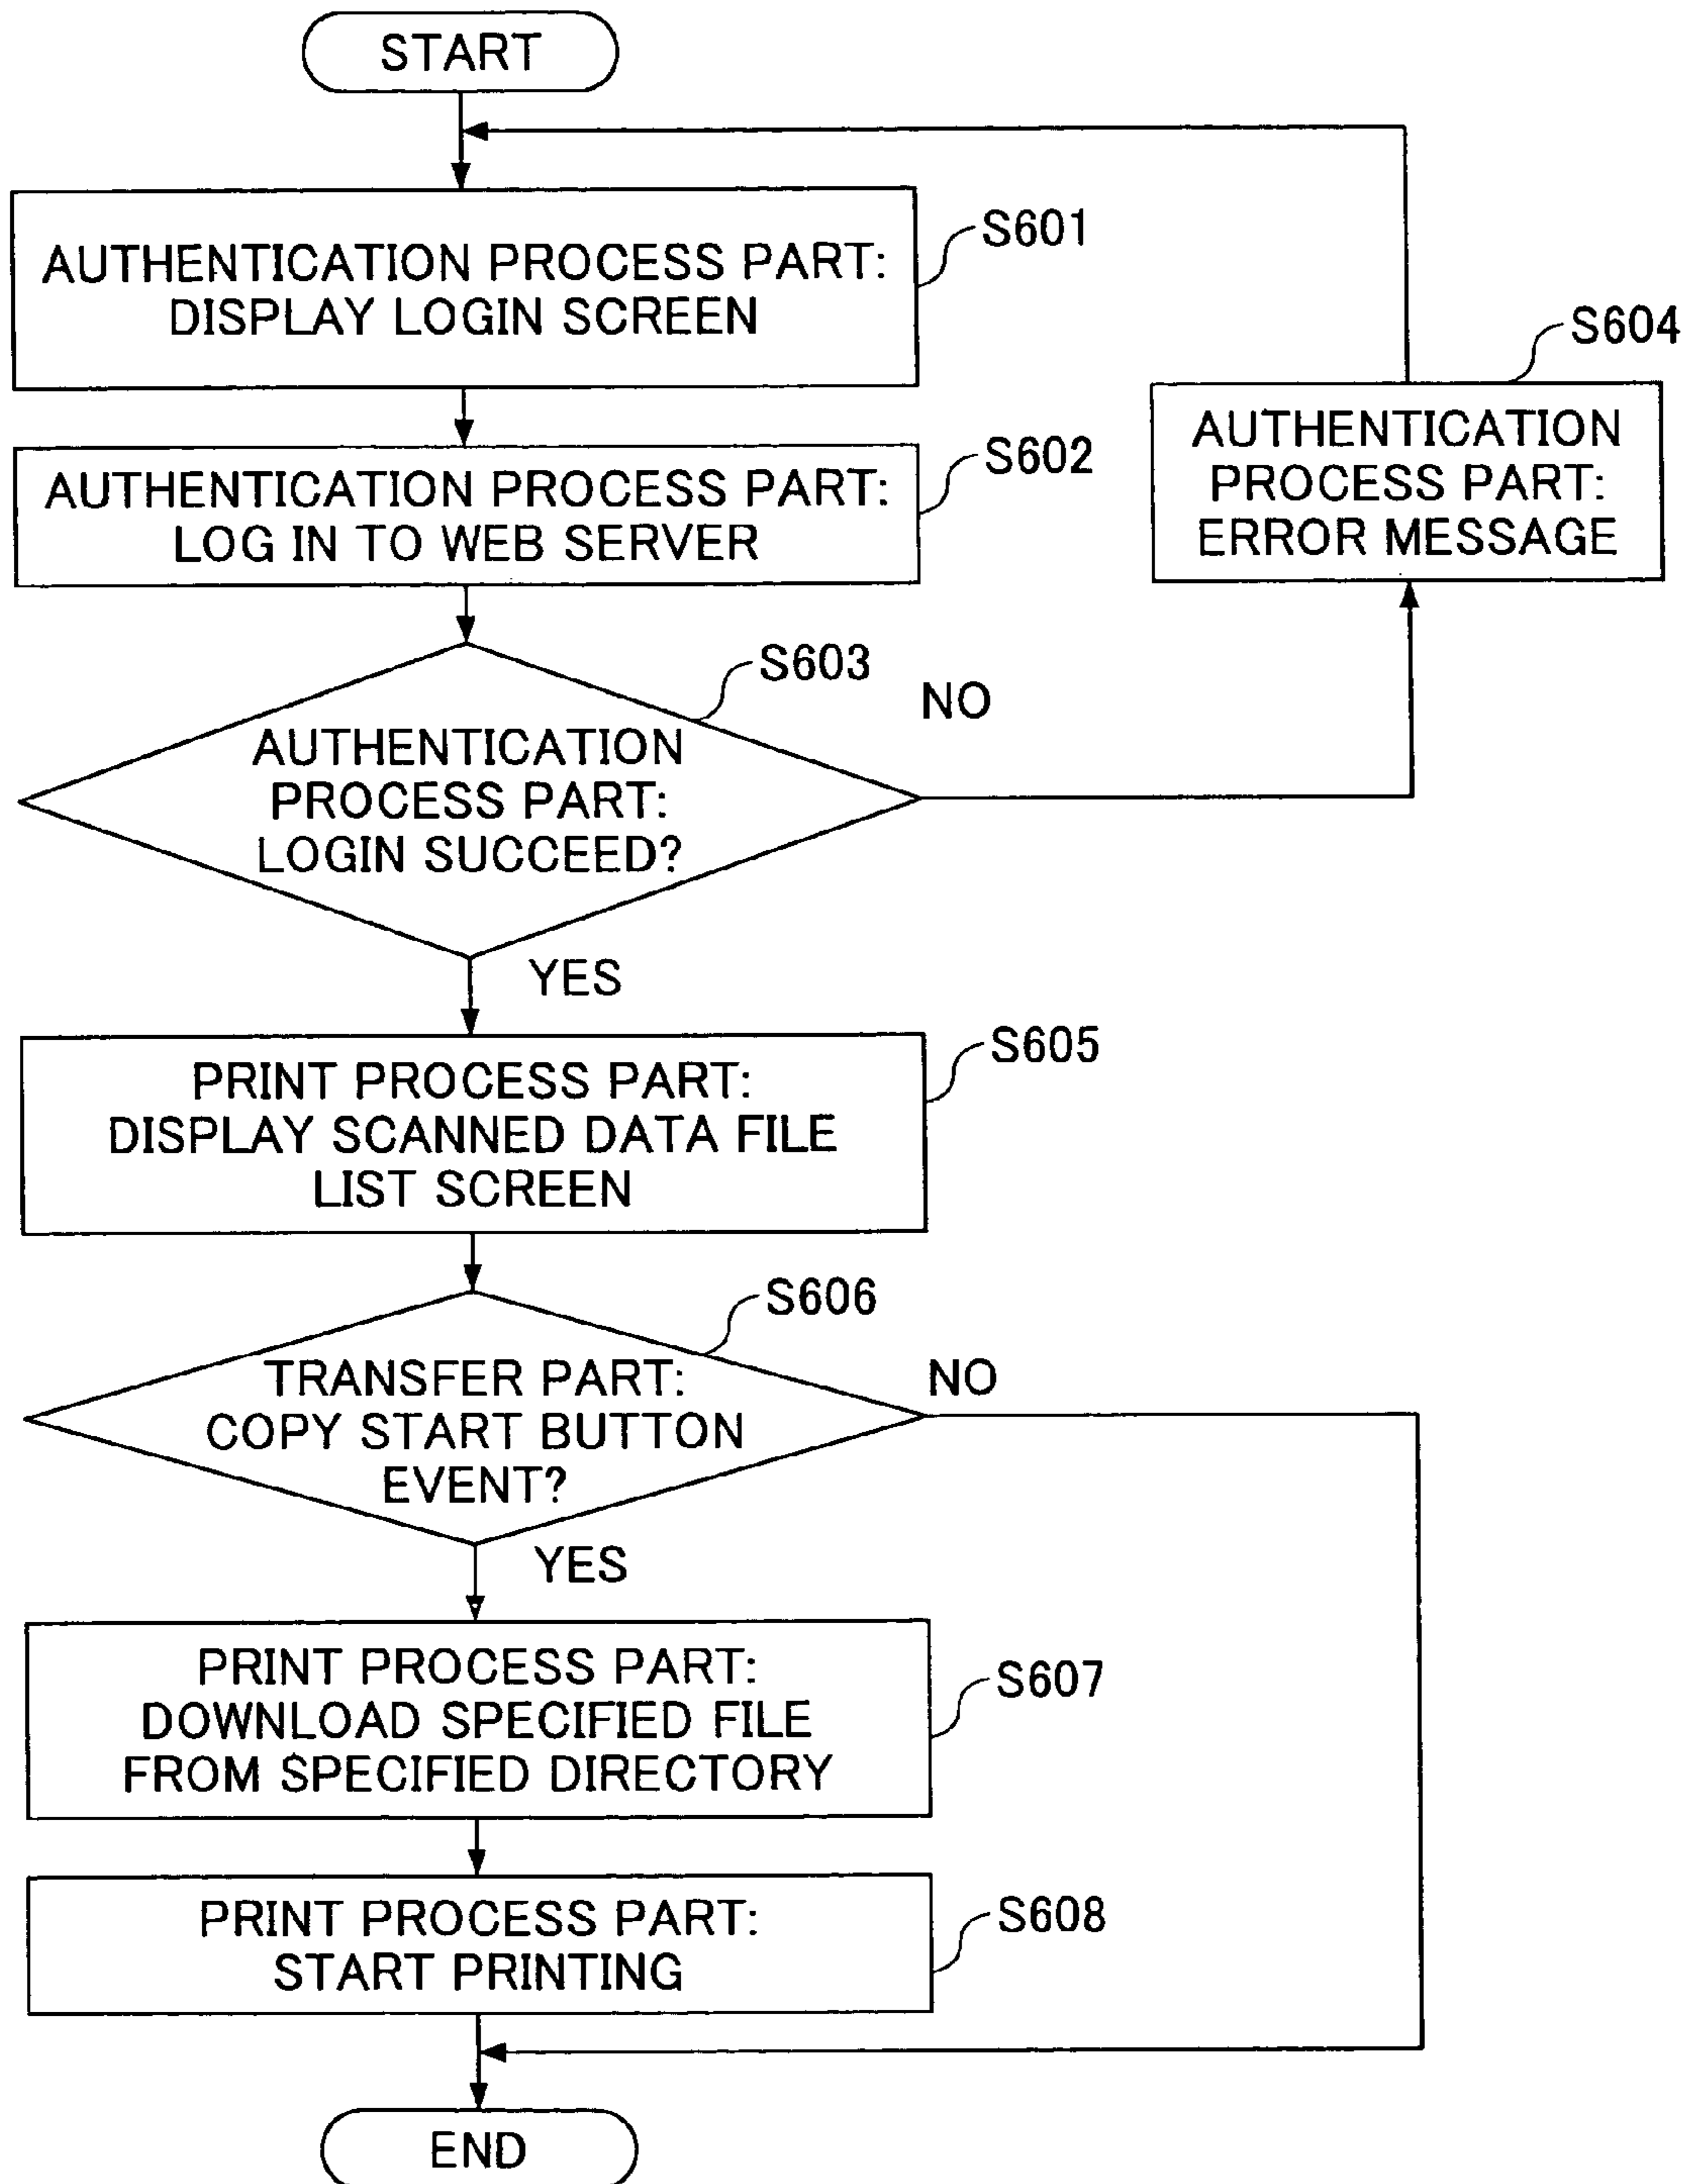 START
AUTHENTICATION PROCESS PART:
DISPLAY LOGIN SCREEN
S601
AUTHENTICATION PROCESS PART:
LOG IN TO WEB SERVER
S602
AUTHENTICATION
PROCESS PART:
LOGIN SUCCEED?
S603
NO
AUTHENTICATION
PROCESS PART:
ERROR MESSAGE
S604
YES
PRINT PROCESS PART:
DISPLAY SCANNED DATA FILE
LIST SCREEN
S605
TRANSFER PART:
COPY START BUTTON
EVENT?
S606
NO
YES
PRINT PROCESS PART:
DOWNLOAD SPECIFIED FILE
FROM SPECIFIED DIRECTORY
S607
PRINT PROCESS PART:
START PRINTING
S608
END